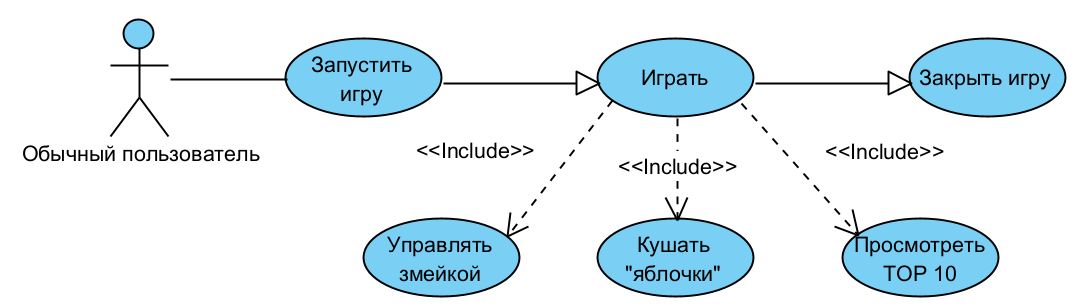 Запустить
игру
Играть
Закрыть игру
Обычный пользователь
<<Include>>
<<Include>>
<<Include>>
Управлять
змейкой
Кушать
"яблочки"
Просмотреть
TOP 10